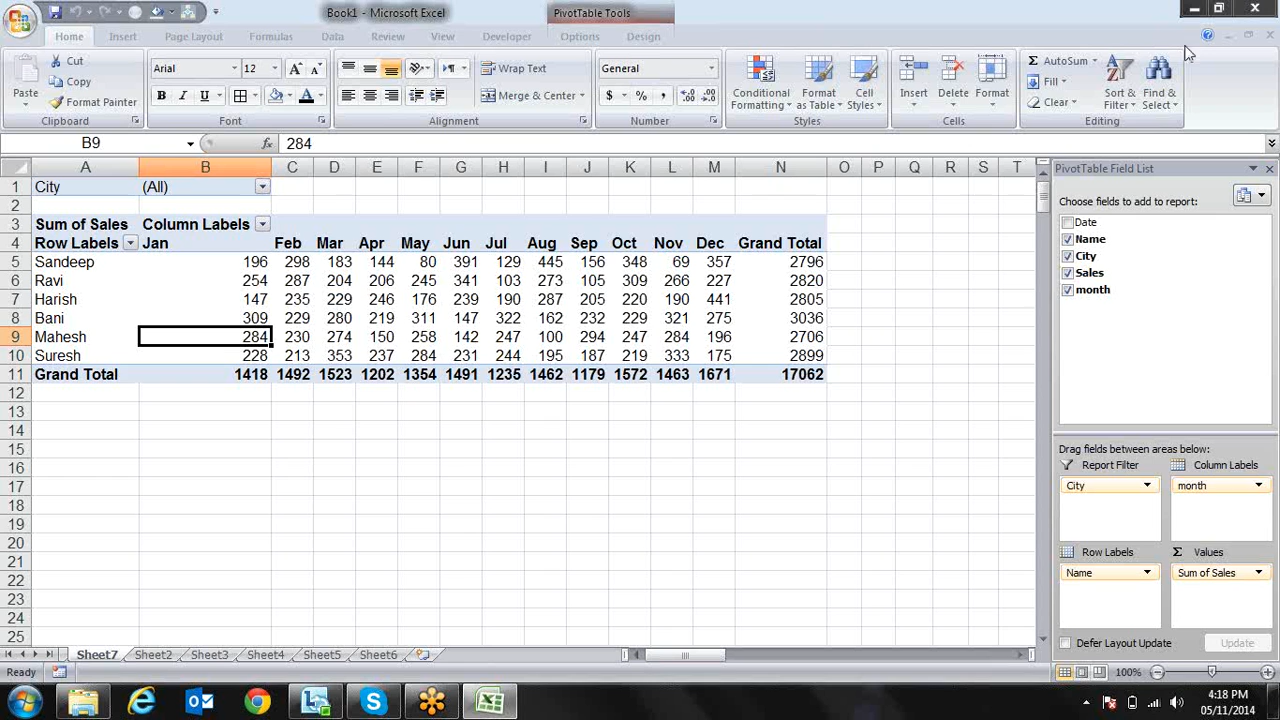 Book1 - Microsoft Excel
PivotTable Tools
Home Insert Page Layout Formulas Data Review View Developer Options Design
Paste
Cut
Copy
Format Painter
Clipboard
Arial 12
B I U
Font
Wrap Text
Merge & Center
Alignment
General
$ % ,
Number
Conditional Formatting
Format as Table
Cell Styles
Styles
Insert Delete Format
Cells
Σ AutoSum
Fill
Clear
Sort & Filter
Find & Select
Editing
B9 fx 284
A B C D E F G H I J K L M N O P Q R S T
1 City (All)
2
3 Sum of Sales Column Labels
4 Row Labels Jan Feb Mar Apr May Jun Jul Aug Sep Oct Nov Dec Grand Total
5 Sandeep 196 298 183 144 80 391 129 445 156 348 69 357 2796
6 Ravi 254 287 204 206 245 341 103 273 105 309 266 227 2820
7 Harish 147 235 229 246 176 239 190 287 205 220 190 441 2805
8 Bani 309 229 280 219 311 147 322 162 232 229 321 275 3036
9 Mahesh 284 230 274 150 258 142 247 100 294 247 284 196 2706
10 Suresh 228 213 353 237 284 231 244 195 187 219 333 175 2899
11 Grand Total 1418 1492 1523 1202 1354 1491 1235 1462 1179 1572 1463 1671 17062
12
13
14
15
16
17
18
19
20
21
22
23
24
25
PivotTable Field List
Choose fields to add to report:
Date
Name
City
Sales
month
Drag fields between areas below:
Report Filter Column Labels
City month
Row Labels Σ Values
Name Sum of Sales
Defer Layout Update Update
Sheet7 Sheet2 Sheet3 Sheet4 Sheet5 Sheet6
Ready 100%
4:18 PM
05/11/2014